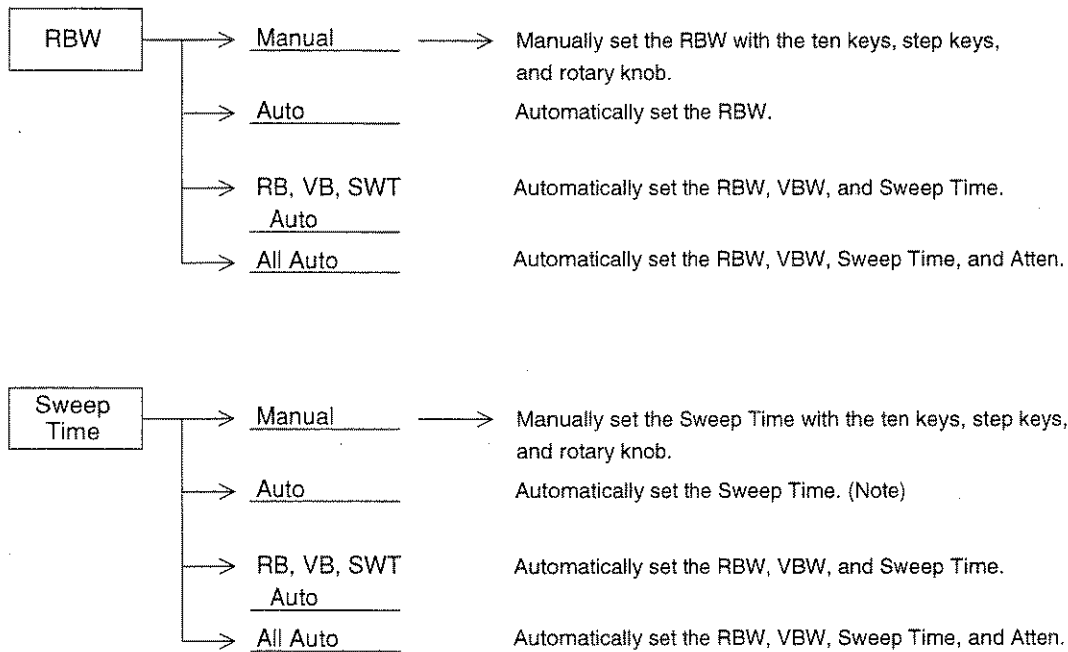 RBW
Manual
Manually set the RBW with the ten keys, step keys,
and rotary knob.
Auto
Automatically set the RBW.
RB, VB, SWT
Auto
Automatically set the RBW, VBW, and Sweep Time.
All Auto
Automatically set the RBW, VBW, Sweep Time, and Atten.
Sweep
Time
Manual
Manually set the Sweep Time with the ten keys, step keys,
and rotary knob.
Auto
Automatically set the Sweep Time. (Note)
RB, VB, SWT
Auto
Automatically set the RBW, VBW, and Sweep Time.
All Auto
Automatically set the RBW, VBW, Sweep Time, and Atten.